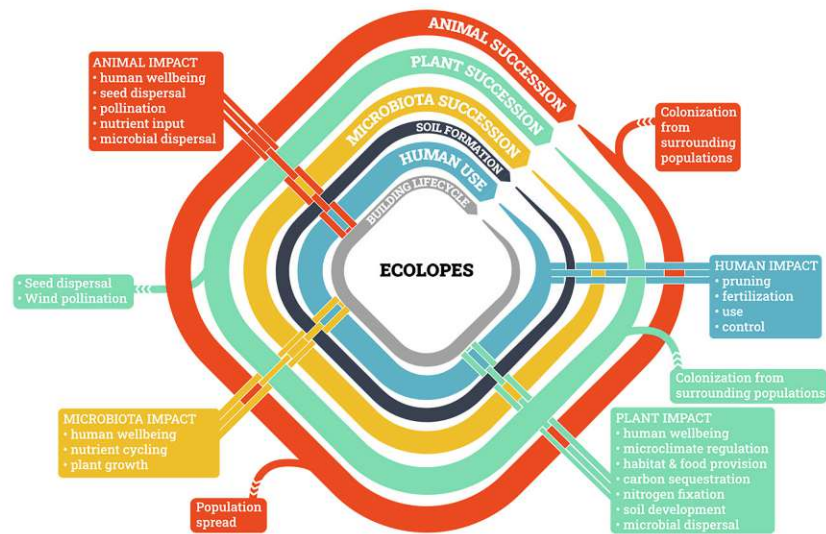 ANIMAL SUCCESSION
PLANT SUCCESSION
MICROBIOTA SUCCESSION
SOIL FORMATION
HUMAN USE
BUILDING LIFECYCLE
ECOLOPES
ANIMAL IMPACT
• human wellbeing
• seed dispersal
• pollination
• nutrient input
• microbial dispersal
Colonization
from
surrounding
populations
• Seed dispersal
• Wind pollination
HUMAN IMPACT
• pruning
• fertilization
• use
• control
Colonization from
surrounding populations
MICROBIOTA IMPACT
• human wellbeing
• nutrient cycling
• plant growth
PLANT IMPACT
• human wellbeing
• microclimate regulation
• habitat & food provision
• carbon sequestration
• nitrogen fixation
• soil development
• microbial dispersal
Population
spread